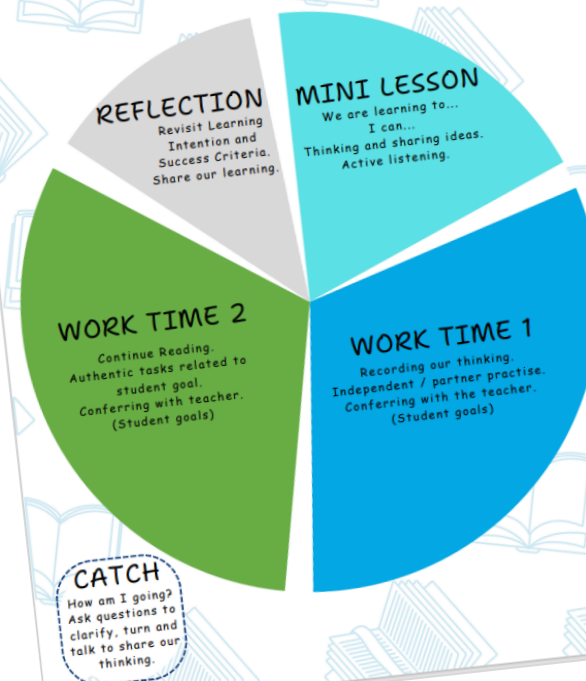 REFLECTION
Revisit Learning
Intention and
Success Criteria.
Share our learning.
MINI LESSON
We are learning to...
I can...
Thinking and sharing ideas.
Active listening.
WORK TIME 1
Recording our thinking.
Independent / partner practise.
Conferring with the teacher.
(Student goals)
WORK TIME 2
Continue Reading.
Authentic tasks related to
student goal.
Conferring with teacher.
(Student goals)
CATCH
How am I going?
Ask questions to
clarify, turn and
talk to share our
thinking.